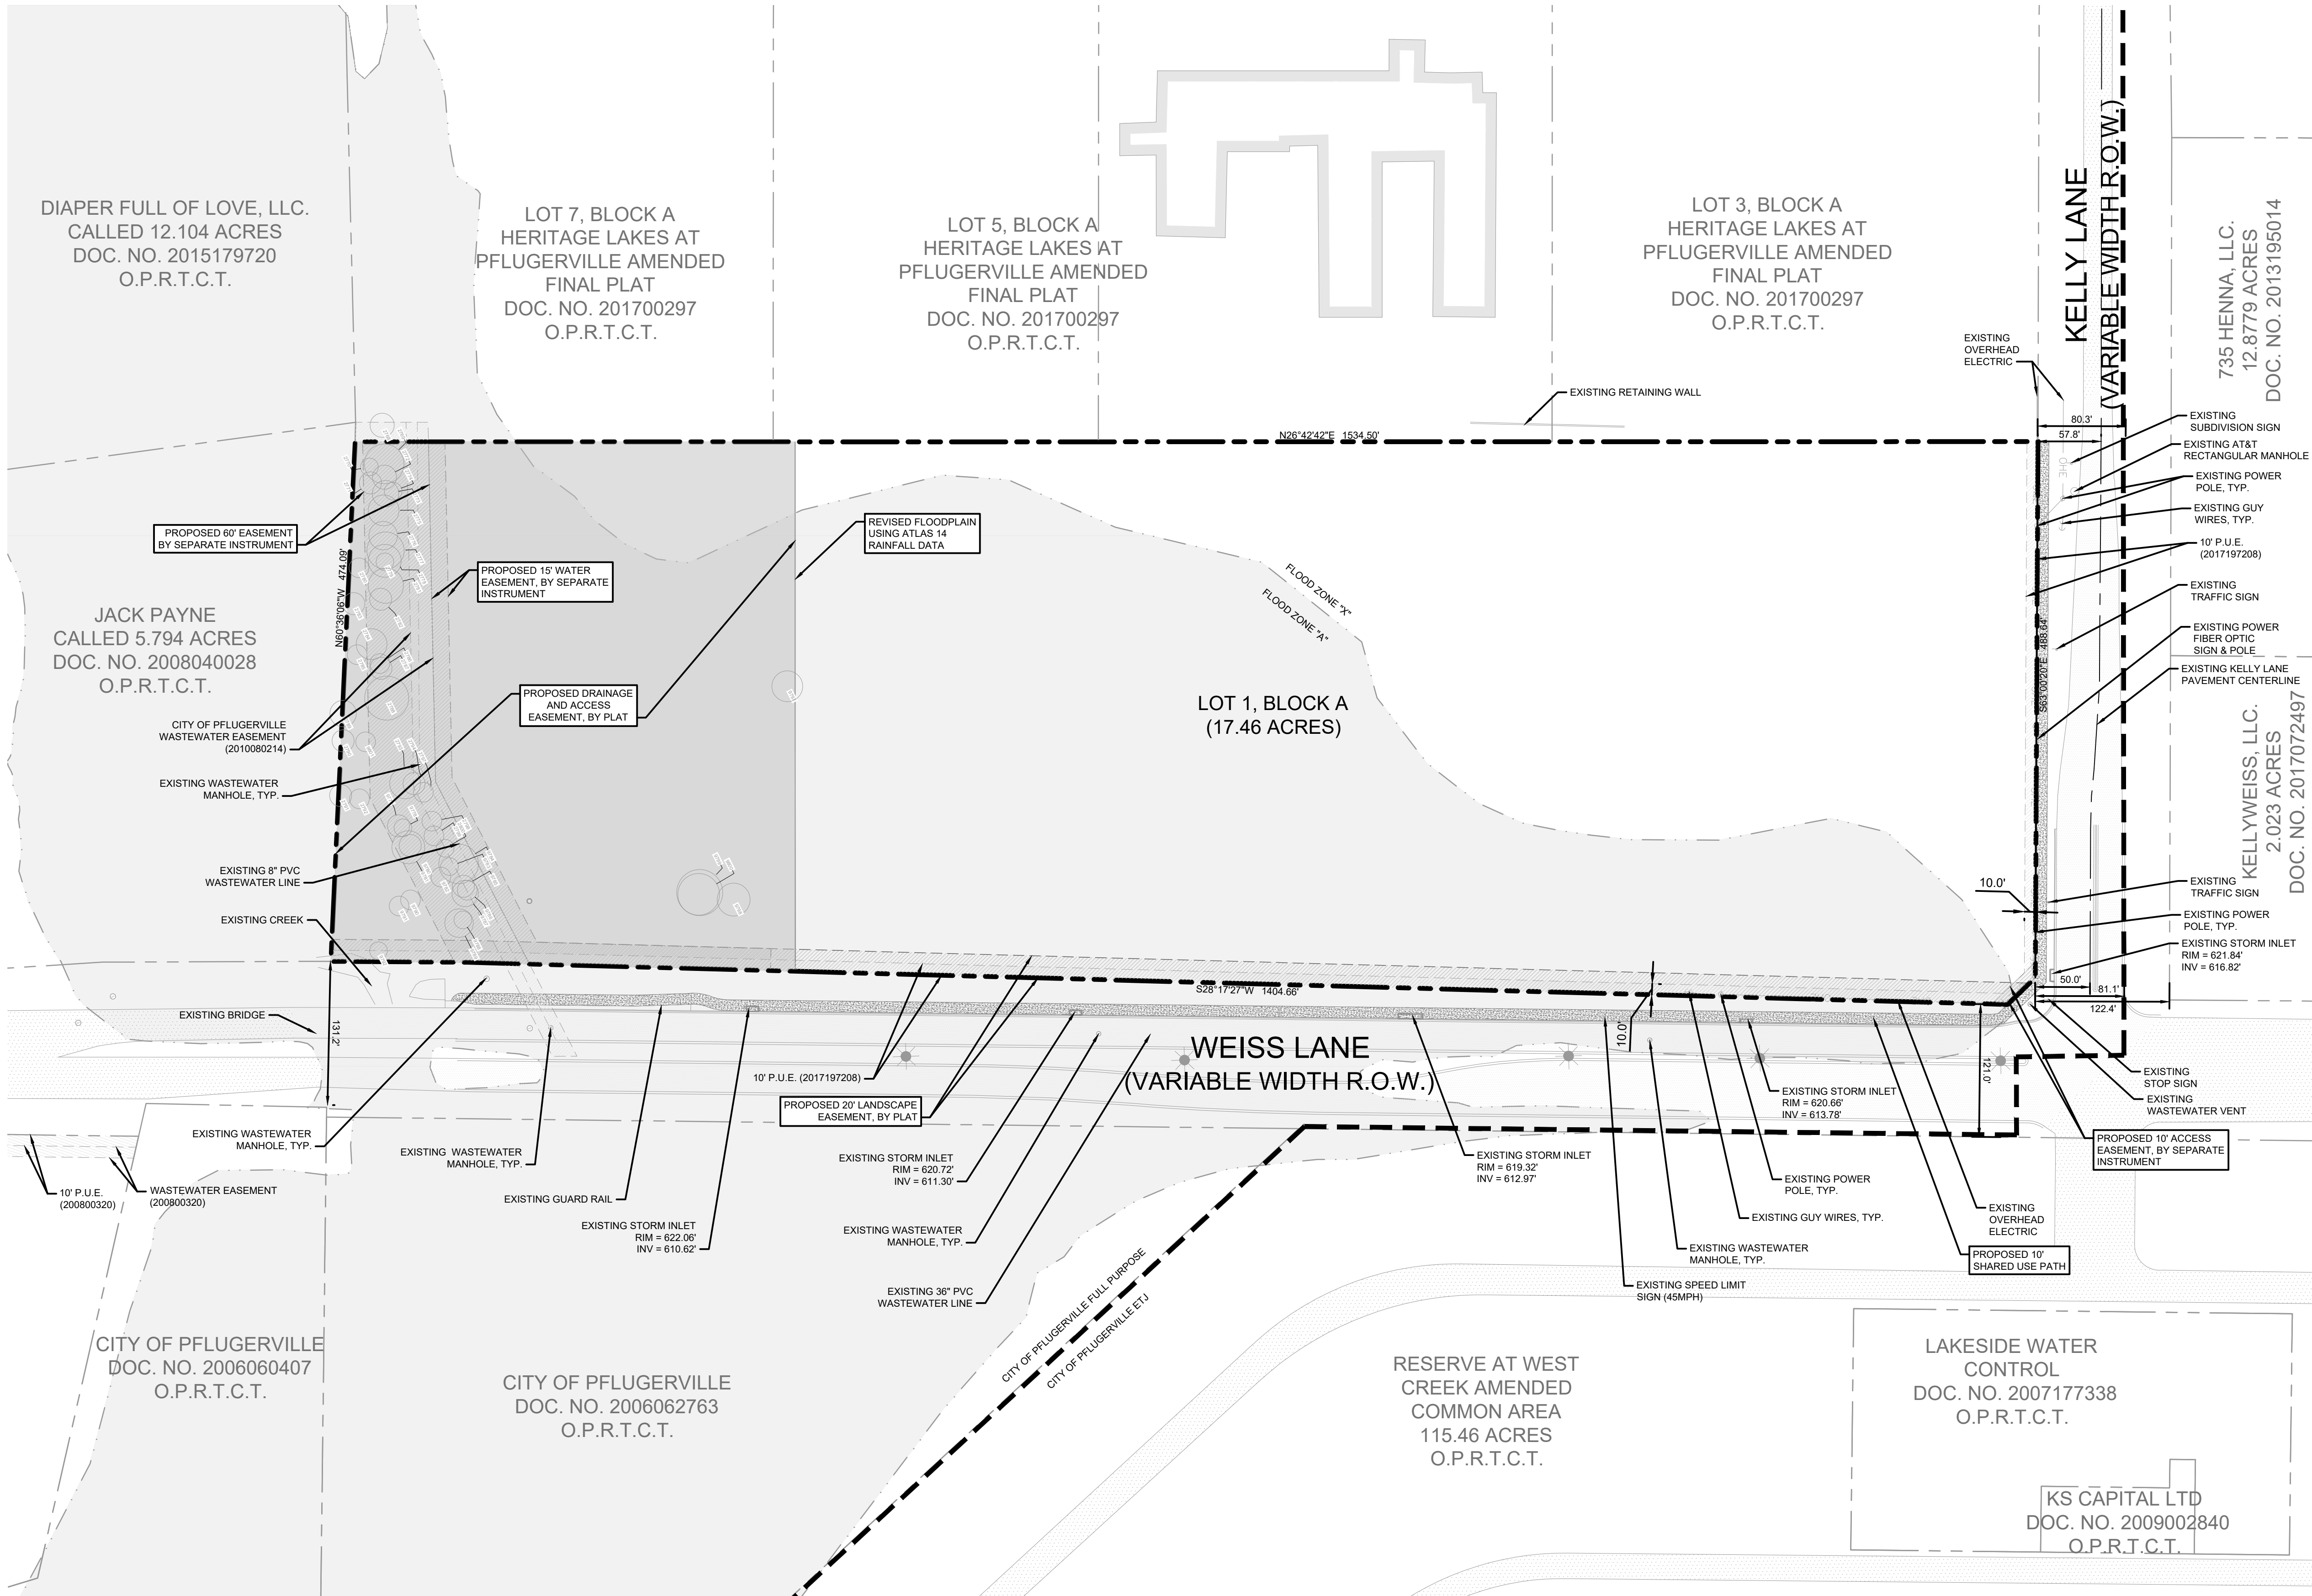 DIAPER FULL OF LOVE, LLC.
CALLED 12.104 ACRES
DOC. NO. 2015179720
O.P.R.T.C.T.
LOT 7, BLOCK A
HERITAGE LAKES AT
PFLUGERVILLE AMENDED
FINAL PLAT
DOC. NO. 201700297
O.P.R.T.C.T.
LOT 5, BLOCK A
HERITAGE LAKES AT
PFLUGERVILLE AMENDED
FINAL PLAT
DOC. NO. 201700297
O.P.R.T.C.T.
LOT 3, BLOCK A
HERITAGE LAKES AT
PFLUGERVILLE AMENDED
FINAL PLAT
DOC. NO. 201700297
O.P.R.T.C.T.
KELLY LANE
(VARIABLE WIDTH R.O.W.)
735 HENNA, LLC.
12.8779 ACRES
DOC. NO. 2013195014
EXISTING
OVERHEAD
ELECTRIC
EXISTING RETAINING WALL
N26°42'42"E 1534.50'
80.3'
57.8'
OHE
EXISTING
SUBDIVISION SIGN
EXISTING AT&T
RECTANGULAR MANHOLE
EXISTING POWER
POLE, TYP.
EXISTING GUY
WIRES, TYP.
10' P.U.E.
(2017197208)
EXISTING
TRAFFIC SIGN
EXISTING POWER
FIBER OPTIC
SIGN & POLE
EXISTING KELLY LANE
PAVEMENT CENTERLINE
S63°00'20"E 488.64'
KELLYWEISS, LLC.
2.023 ACRES
DOC. NO. 2017072497
PROPOSED 60' EASEMENT
BY SEPARATE INSTRUMENT
N60°36'06"W 474.09'
PROPOSED 15' WATER
EASEMENT, BY SEPARATE
INSTRUMENT
REVISED FLOODPLAIN
USING ATLAS 14
RAINFALL DATA
FLOOD ZONE "X"
FLOOD ZONE "A"
JACK PAYNE
CALLED 5.794 ACRES
DOC. NO. 2008040028
O.P.R.T.C.T.
PROPOSED DRAINAGE
AND ACCESS
EASEMENT, BY PLAT
LOT 1, BLOCK A
(17.46 ACRES)
CITY OF PFLUGERVILLE
WASTEWATER EASEMENT
(2010080214)
EXISTING WASTEWATER
MANHOLE, TYP.
EXISTING 8" PVC
WASTEWATER LINE
EXISTING CREEK
10.0'
EXISTING
TRAFFIC SIGN
EXISTING POWER
POLE, TYP.
EXISTING STORM INLET
RIM = 621.84'
INV = 616.82'
50.0'
81.1'
122.4'
S28°17'27"W 1404.66'
EXISTING BRIDGE
131.2'
10' P.U.E. (2017197208)
WEISS LANE
(VARIABLE WIDTH R.O.W.)
10.0'
121.0'
PROPOSED 20' LANDSCAPE
EASEMENT, BY PLAT
EXISTING STORM INLET
RIM = 620.66'
INV = 613.78'
EXISTING
STOP SIGN
EXISTING
WASTEWATER VENT
PROPOSED 10' ACCESS
EASEMENT, BY SEPARATE
INSTRUMENT
EXISTING WASTEWATER
MANHOLE, TYP.
EXISTING WASTEWATER
MANHOLE, TYP.
EXISTING STORM INLET
RIM = 620.72'
INV = 611.30'
EXISTING STORM INLET
RIM = 619.32'
INV = 612.97'
EXISTING POWER
POLE, TYP.
10' P.U.E.
(200800320)
WASTEWATER EASEMENT
(200800320)
EXISTING GUARD RAIL
EXISTING STORM INLET
RIM = 622.06'
INV = 610.62'
EXISTING WASTEWATER
MANHOLE, TYP.
EXISTING GUY WIRES, TYP.
EXISTING
OVERHEAD
ELECTRIC
EXISTING WASTEWATER
MANHOLE, TYP.
PROPOSED 10'
SHARED USE PATH
EXISTING 36" PVC
WASTEWATER LINE
EXISTING SPEED LIMIT
SIGN (45MPH)
CITY OF PFLUGERVILLE FULL PURPOSE
CITY OF PFLUGERVILLE ETJ
CITY OF PFLUGERVILLE
DOC. NO. 2006060407
O.P.R.T.C.T.
CITY OF PFLUGERVILLE
DOC. NO. 2006062763
O.P.R.T.C.T.
RESERVE AT WEST
CREEK AMENDED
COMMON AREA
115.46 ACRES
O.P.R.T.C.T.
LAKESIDE WATER
CONTROL
DOC. NO. 2007177338
O.P.R.T.C.T.
KS CAPITAL LTD
DOC. NO. 2009002840
O.P.R.T.C.T.